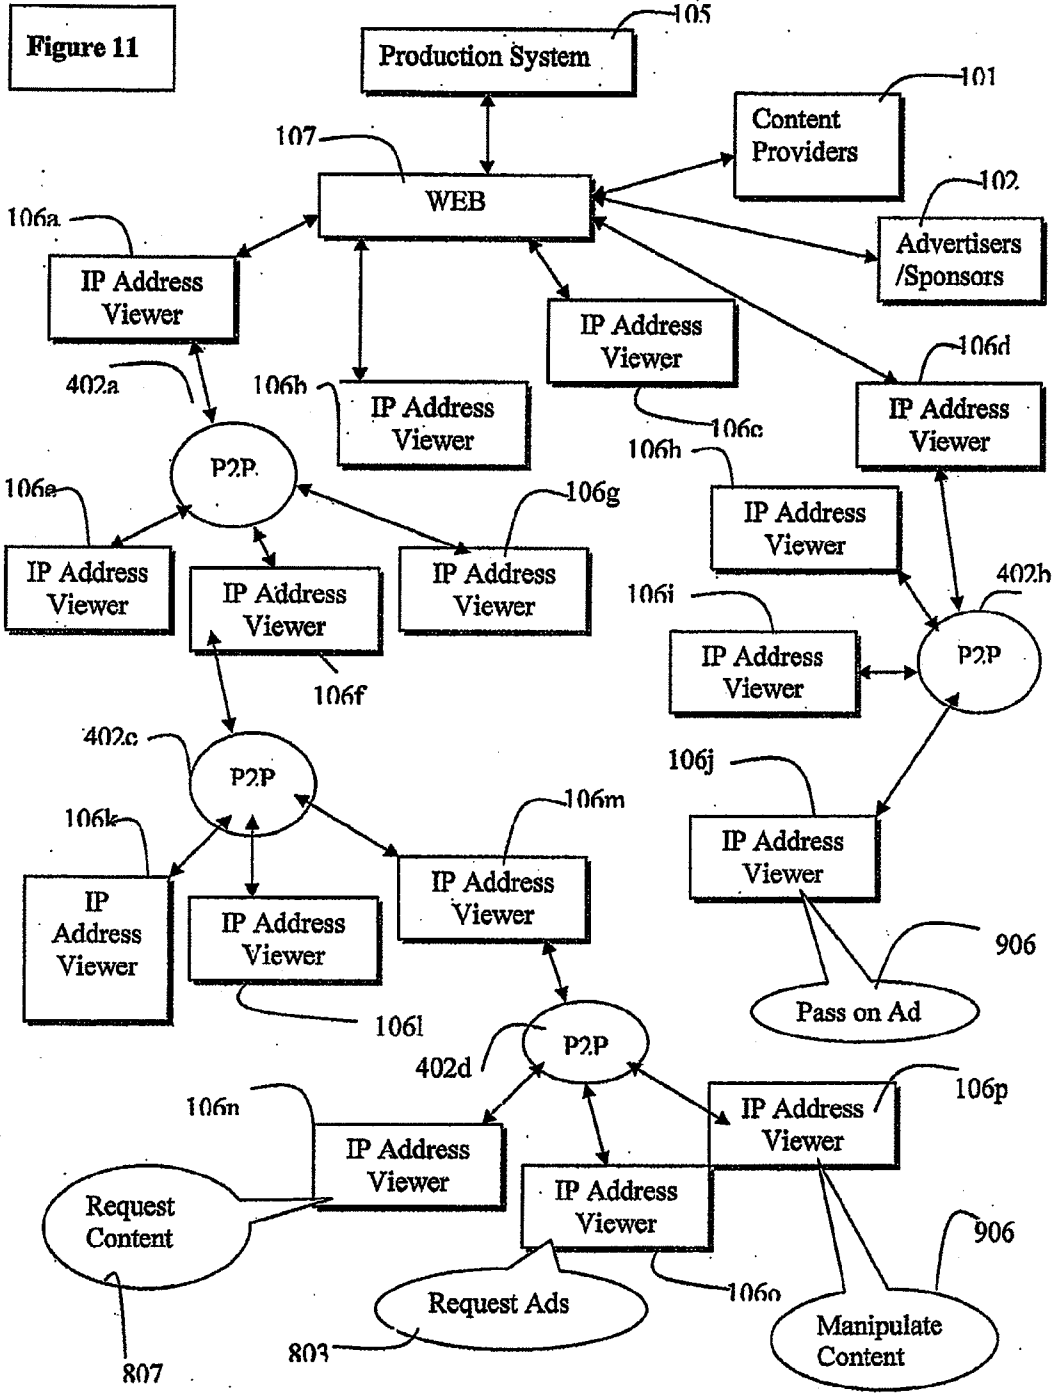 Figure 11
105
Production System
101
Content
Providers
107
WEB
102
Advertisers
/Sponsors
106a
IP Address
Viewer
IP Address
Viewer
106c
106d
IP Address
Viewer
402a
106b
IP Address
Viewer
P2P
106h
IP Address
Viewer
106e
IP Address
Viewer
106g
IP Address
Viewer
IP Address
Viewer
106f
402b
106i
IP Address
Viewer
P2P
402c
P2P
106j
IP Address
Viewer
106k
IP
Address
Viewer
106m
IP Address
Viewer
IP Address
Viewer
106l
906
Pass on Ad
402d
P2P
106n
IP Address
Viewer
106p
IP Address
Viewer
IP Address
Viewer
106o
Request
Content
807
Request Ads
803
906
Manipulate
Content